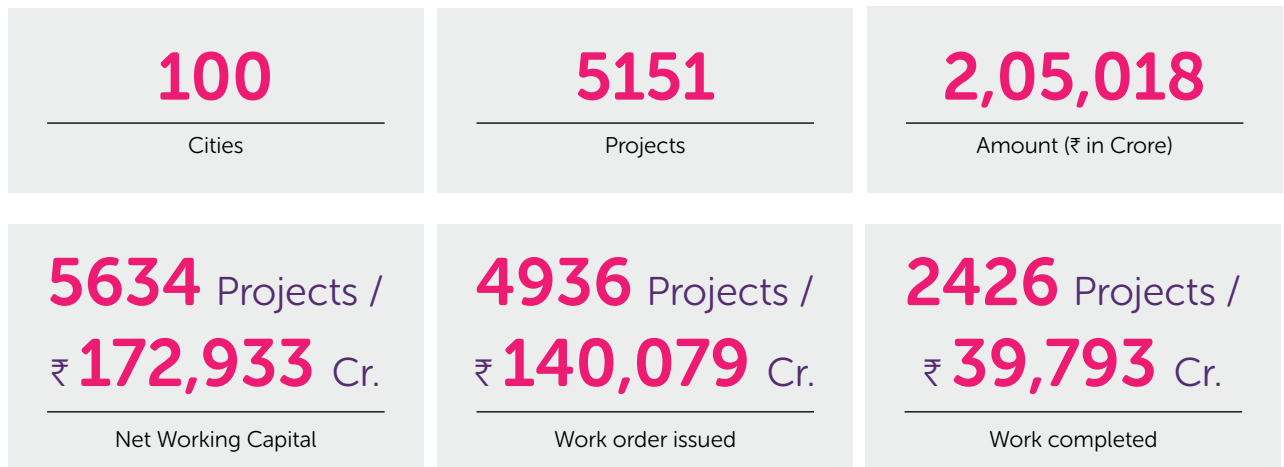 100
Cities
5151
Projects
2,05,018
Amount (₹ in Crore)
5634 Projects /
₹ 172,933 Cr.
Net Working Capital
4936 Projects /
₹ 140,079 Cr.
Work order issued
2426 Projects /
₹ 39,793 Cr.
Work completed